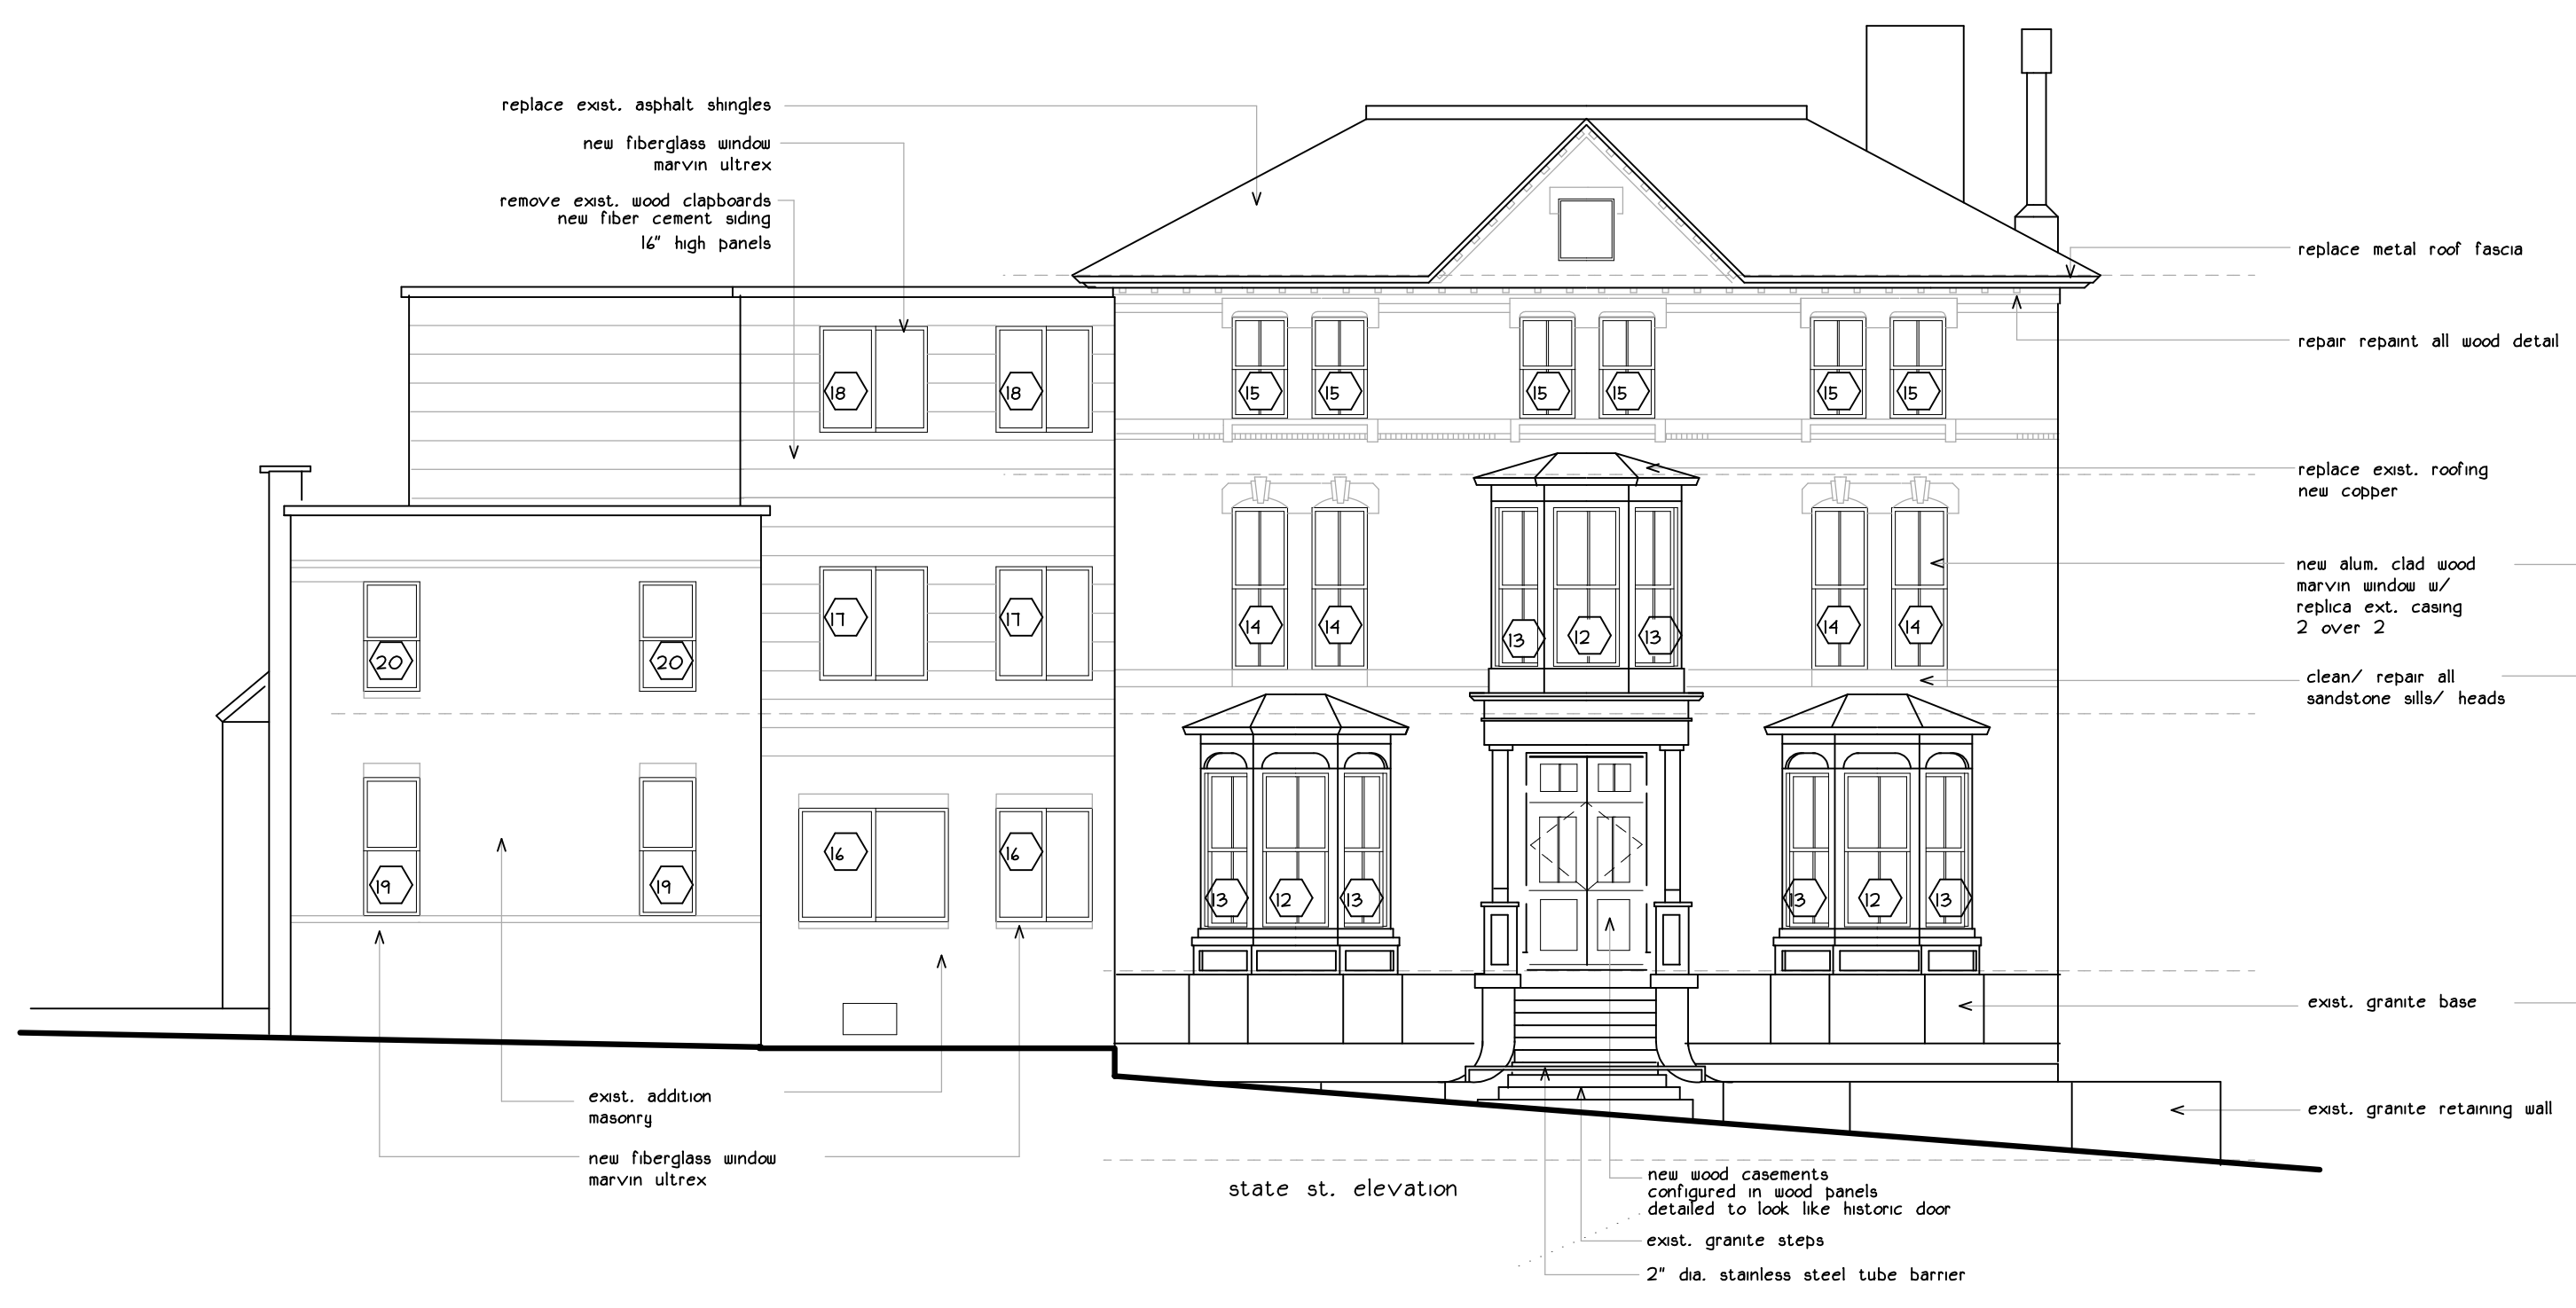 replace exist. asphalt shingles
new fiberglass window
marvin ultrex
remove exist. wood clapboards
new fiber cement siding
16" high panels
replace metal roof fascia
repair repaint all wood detail
18 18 15 15 15 15 15 15
replace exist. roofing
new copper
new alum. clad wood
marvin window w/
replica ext. casing
2 over 2
17 17 14 14 13 12 13 14 14
20 20
clean/ repair all
sandstone sills/ heads
16 16
19 19 13 12 13 13 12 13
exist. granite base
exist. addition
masonry
exist. granite retaining wall
new fiberglass window
marvin ultrex
state st. elevation
new wood casements
configured in wood panels
detailed to look like historic door
exist. granite steps
2" dia. stainless steel tube barrier